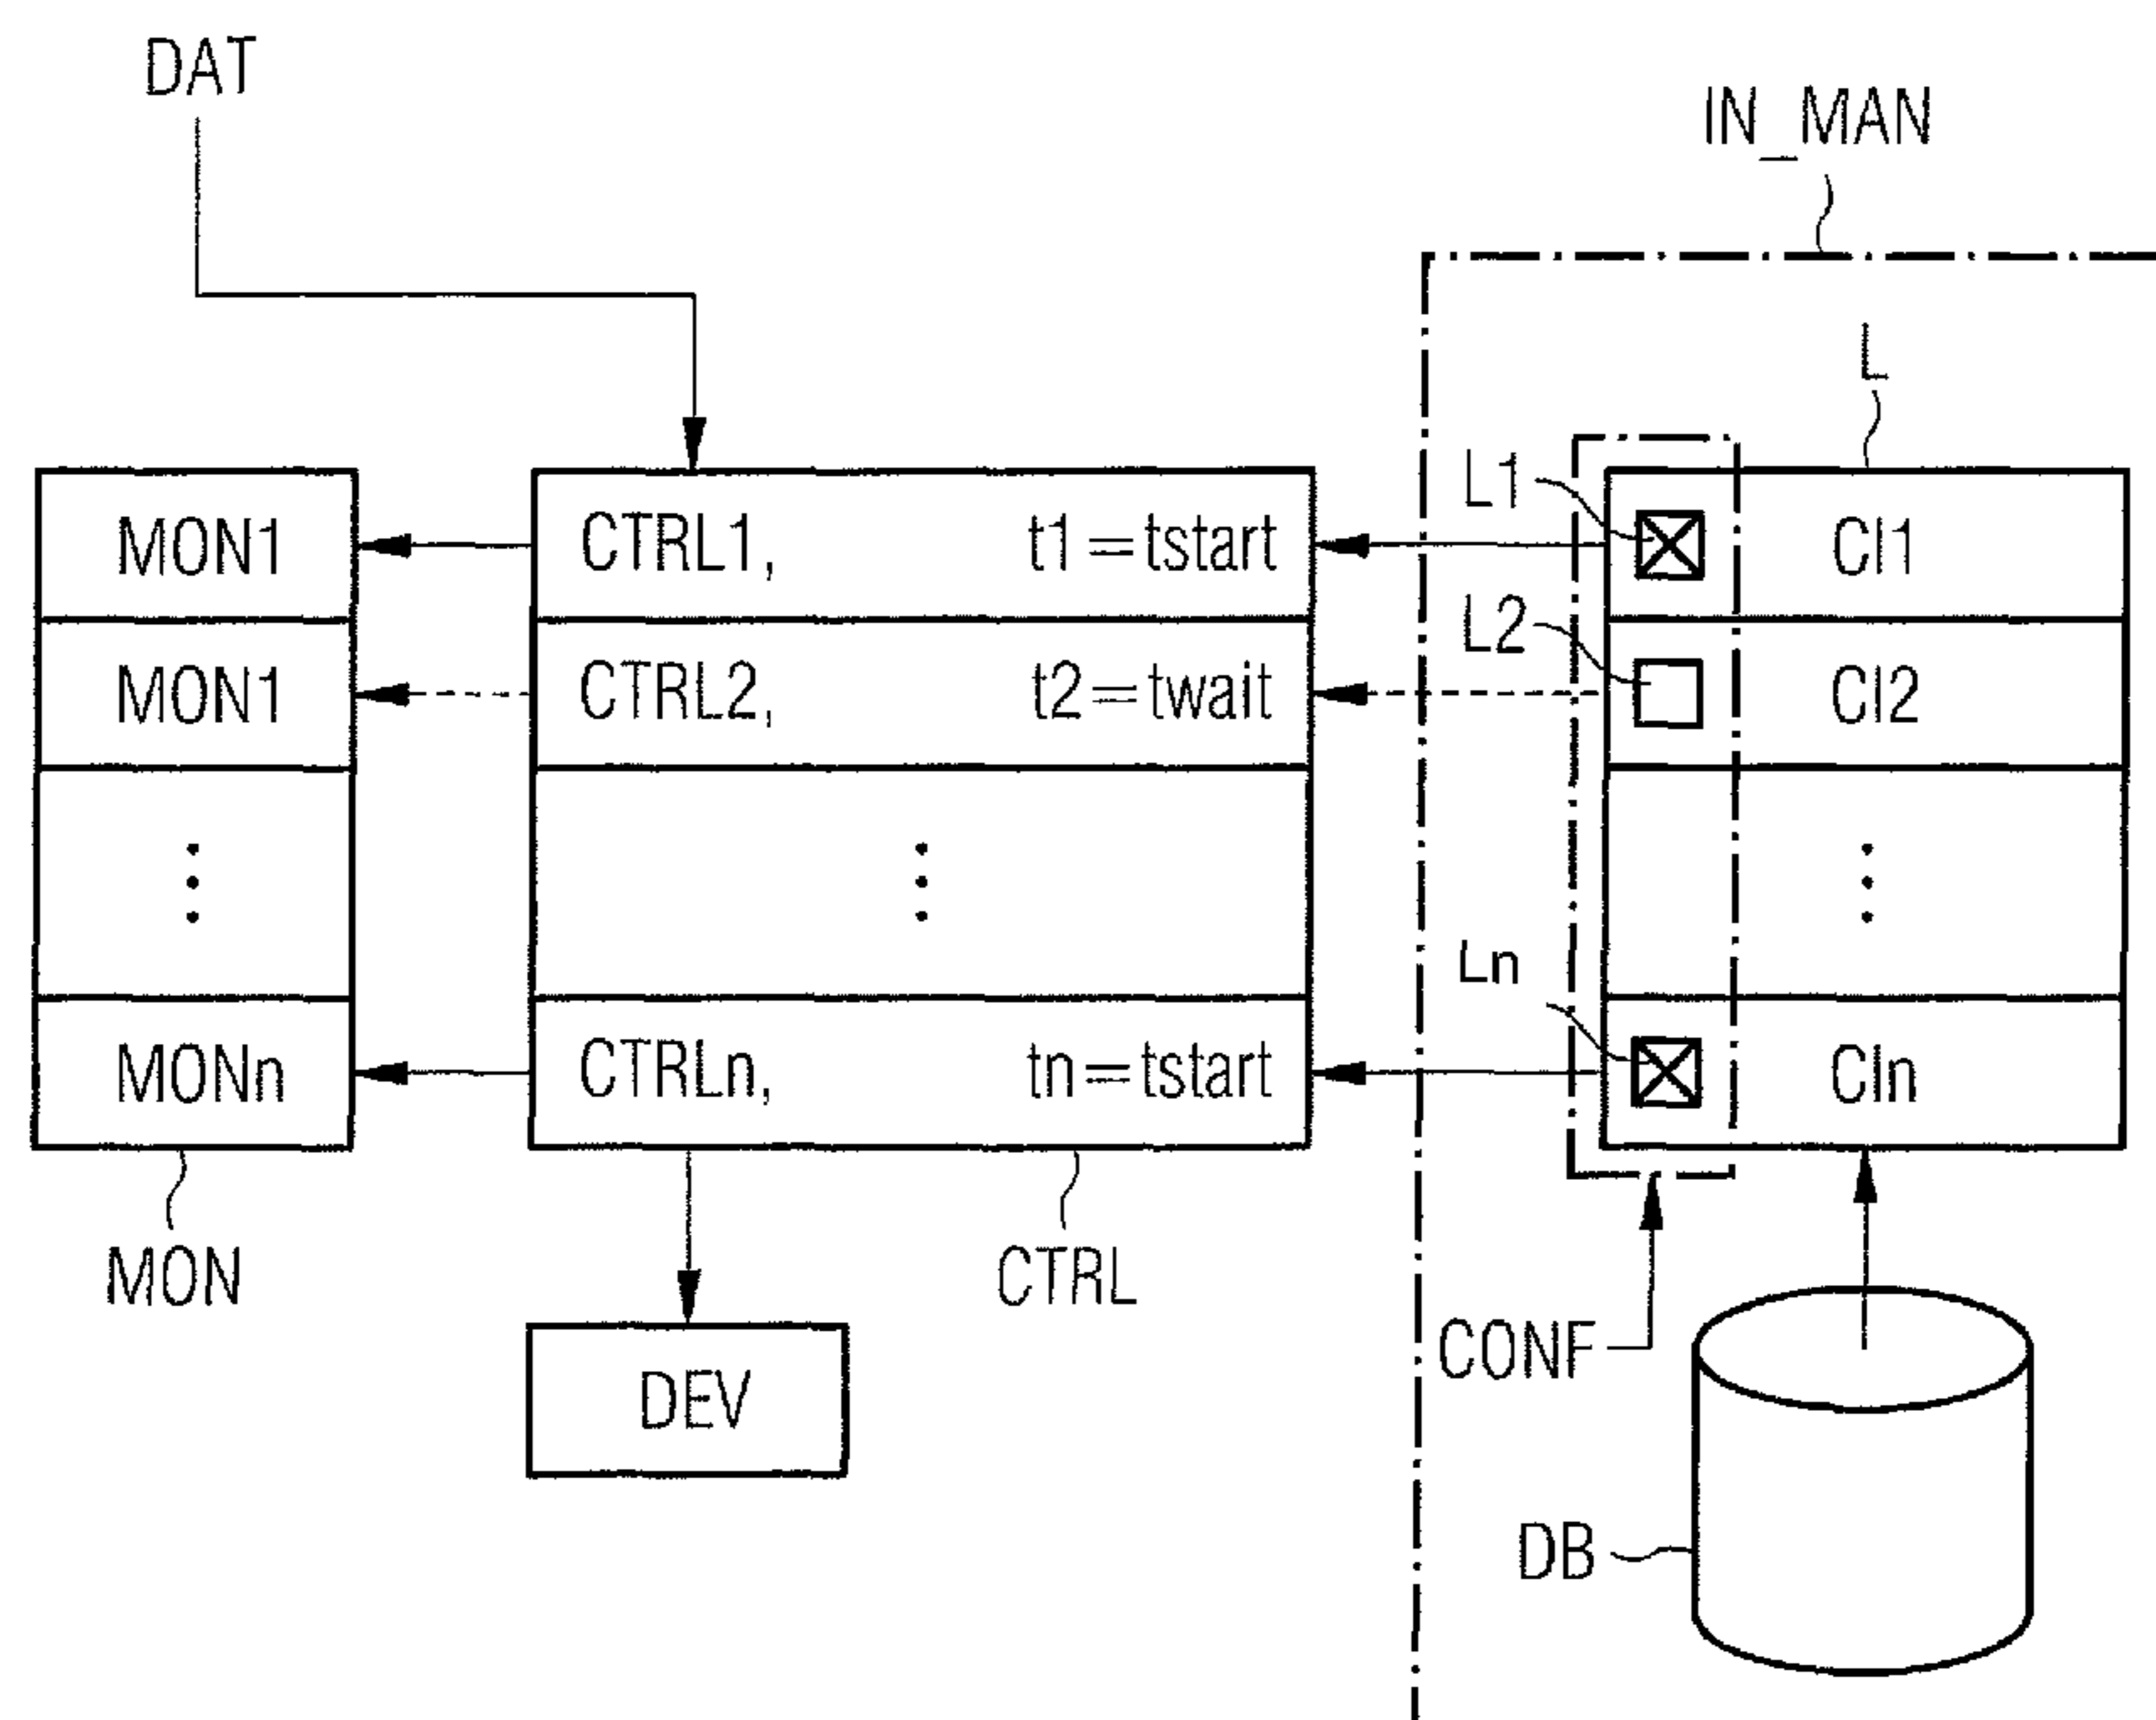 DAT
IN_MAN
L
L1
MON1
CTRL1, t1=tstart
CI1
L2
MON1
CTRL2, t2=twait
CI2
Ln
MONn
CTRLn, tn=tstart
CIn
MON
CTRL
CONF
DEV
DB